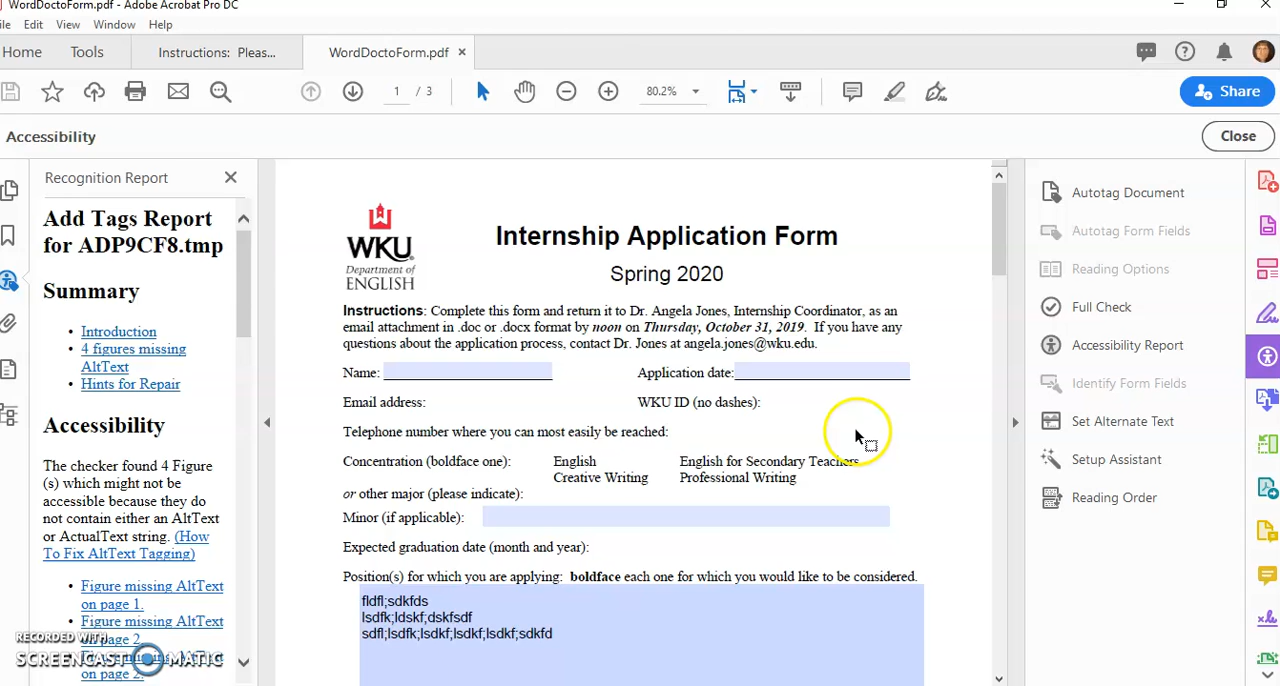 WordDoctoForm.pdf - Adobe Acrobat Pro DC
ile Edit View Window Help
Home Tools Instructions: Pleas... WordDoctoForm.pdf ×
1 / 3 80.2% Share
Accessibility Close
Recognition Report
Add Tags Report
for ADP9CF8.tmp
Summary
• Introduction
• 4 figures missing
AltText
• Hints for Repair
Accessibility
The checker found 4 Figure
(s) which might not be
accessible because they do
not contain either an AltText
or ActualText string. (How
To Fix AltText Tagging)
• Figure missing AltText
on page 1.
• Figure missing AltText
on page 2.
on page 2.
RECORDED WITH
SCREENCAST MATIC
WKU
Department of
ENGLISH
Internship Application Form
Spring 2020
Instructions: Complete this form and return it to Dr. Angela Jones, Internship Coordinator, as an
email attachment in .doc or .docx format by noon on Thursday, October 31, 2019. If you have any
questions about the application process, contact Dr. Jones at angela.jones@wku.edu.
Name: Application date:
Email address: WKU ID (no dashes):
Telephone number where you can most easily be reached:
Concentration (boldface one): English English for Secondary Teachers
Creative Writing Professional Writing
or other major (please indicate):
Minor (if applicable):
Expected graduation date (month and year):
Position(s) for which you are applying: boldface each one for which you would like to be considered.
fldfl;sdkfds
lsdfk;ldskf;dskfsdf
sdfl;lsdfk;lsdkf;lsdkf;lsdkf;sdkfd
Autotag Document
Autotag Form Fields
Reading Options
Full Check
Accessibility Report
Identify Form Fields
Set Alternate Text
Setup Assistant
Reading Order